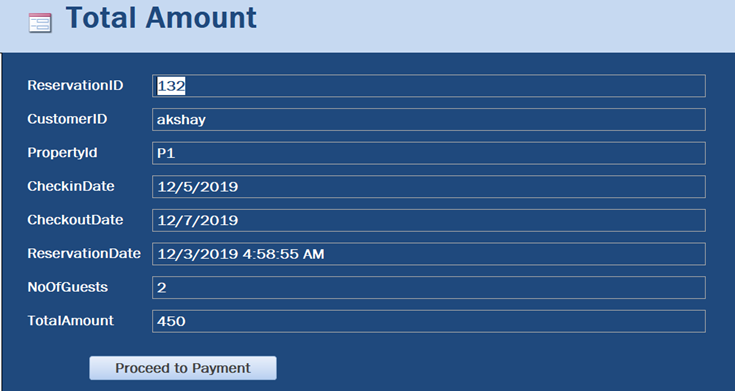 Total Amount
ReservationID 132
CustomerID akshay
PropertyId P1
CheckinDate 12/5/2019
CheckoutDate 12/7/2019
ReservationDate 12/3/2019 4:58:55 AM
NoOfGuests 2
TotalAmount 450
Proceed to Payment